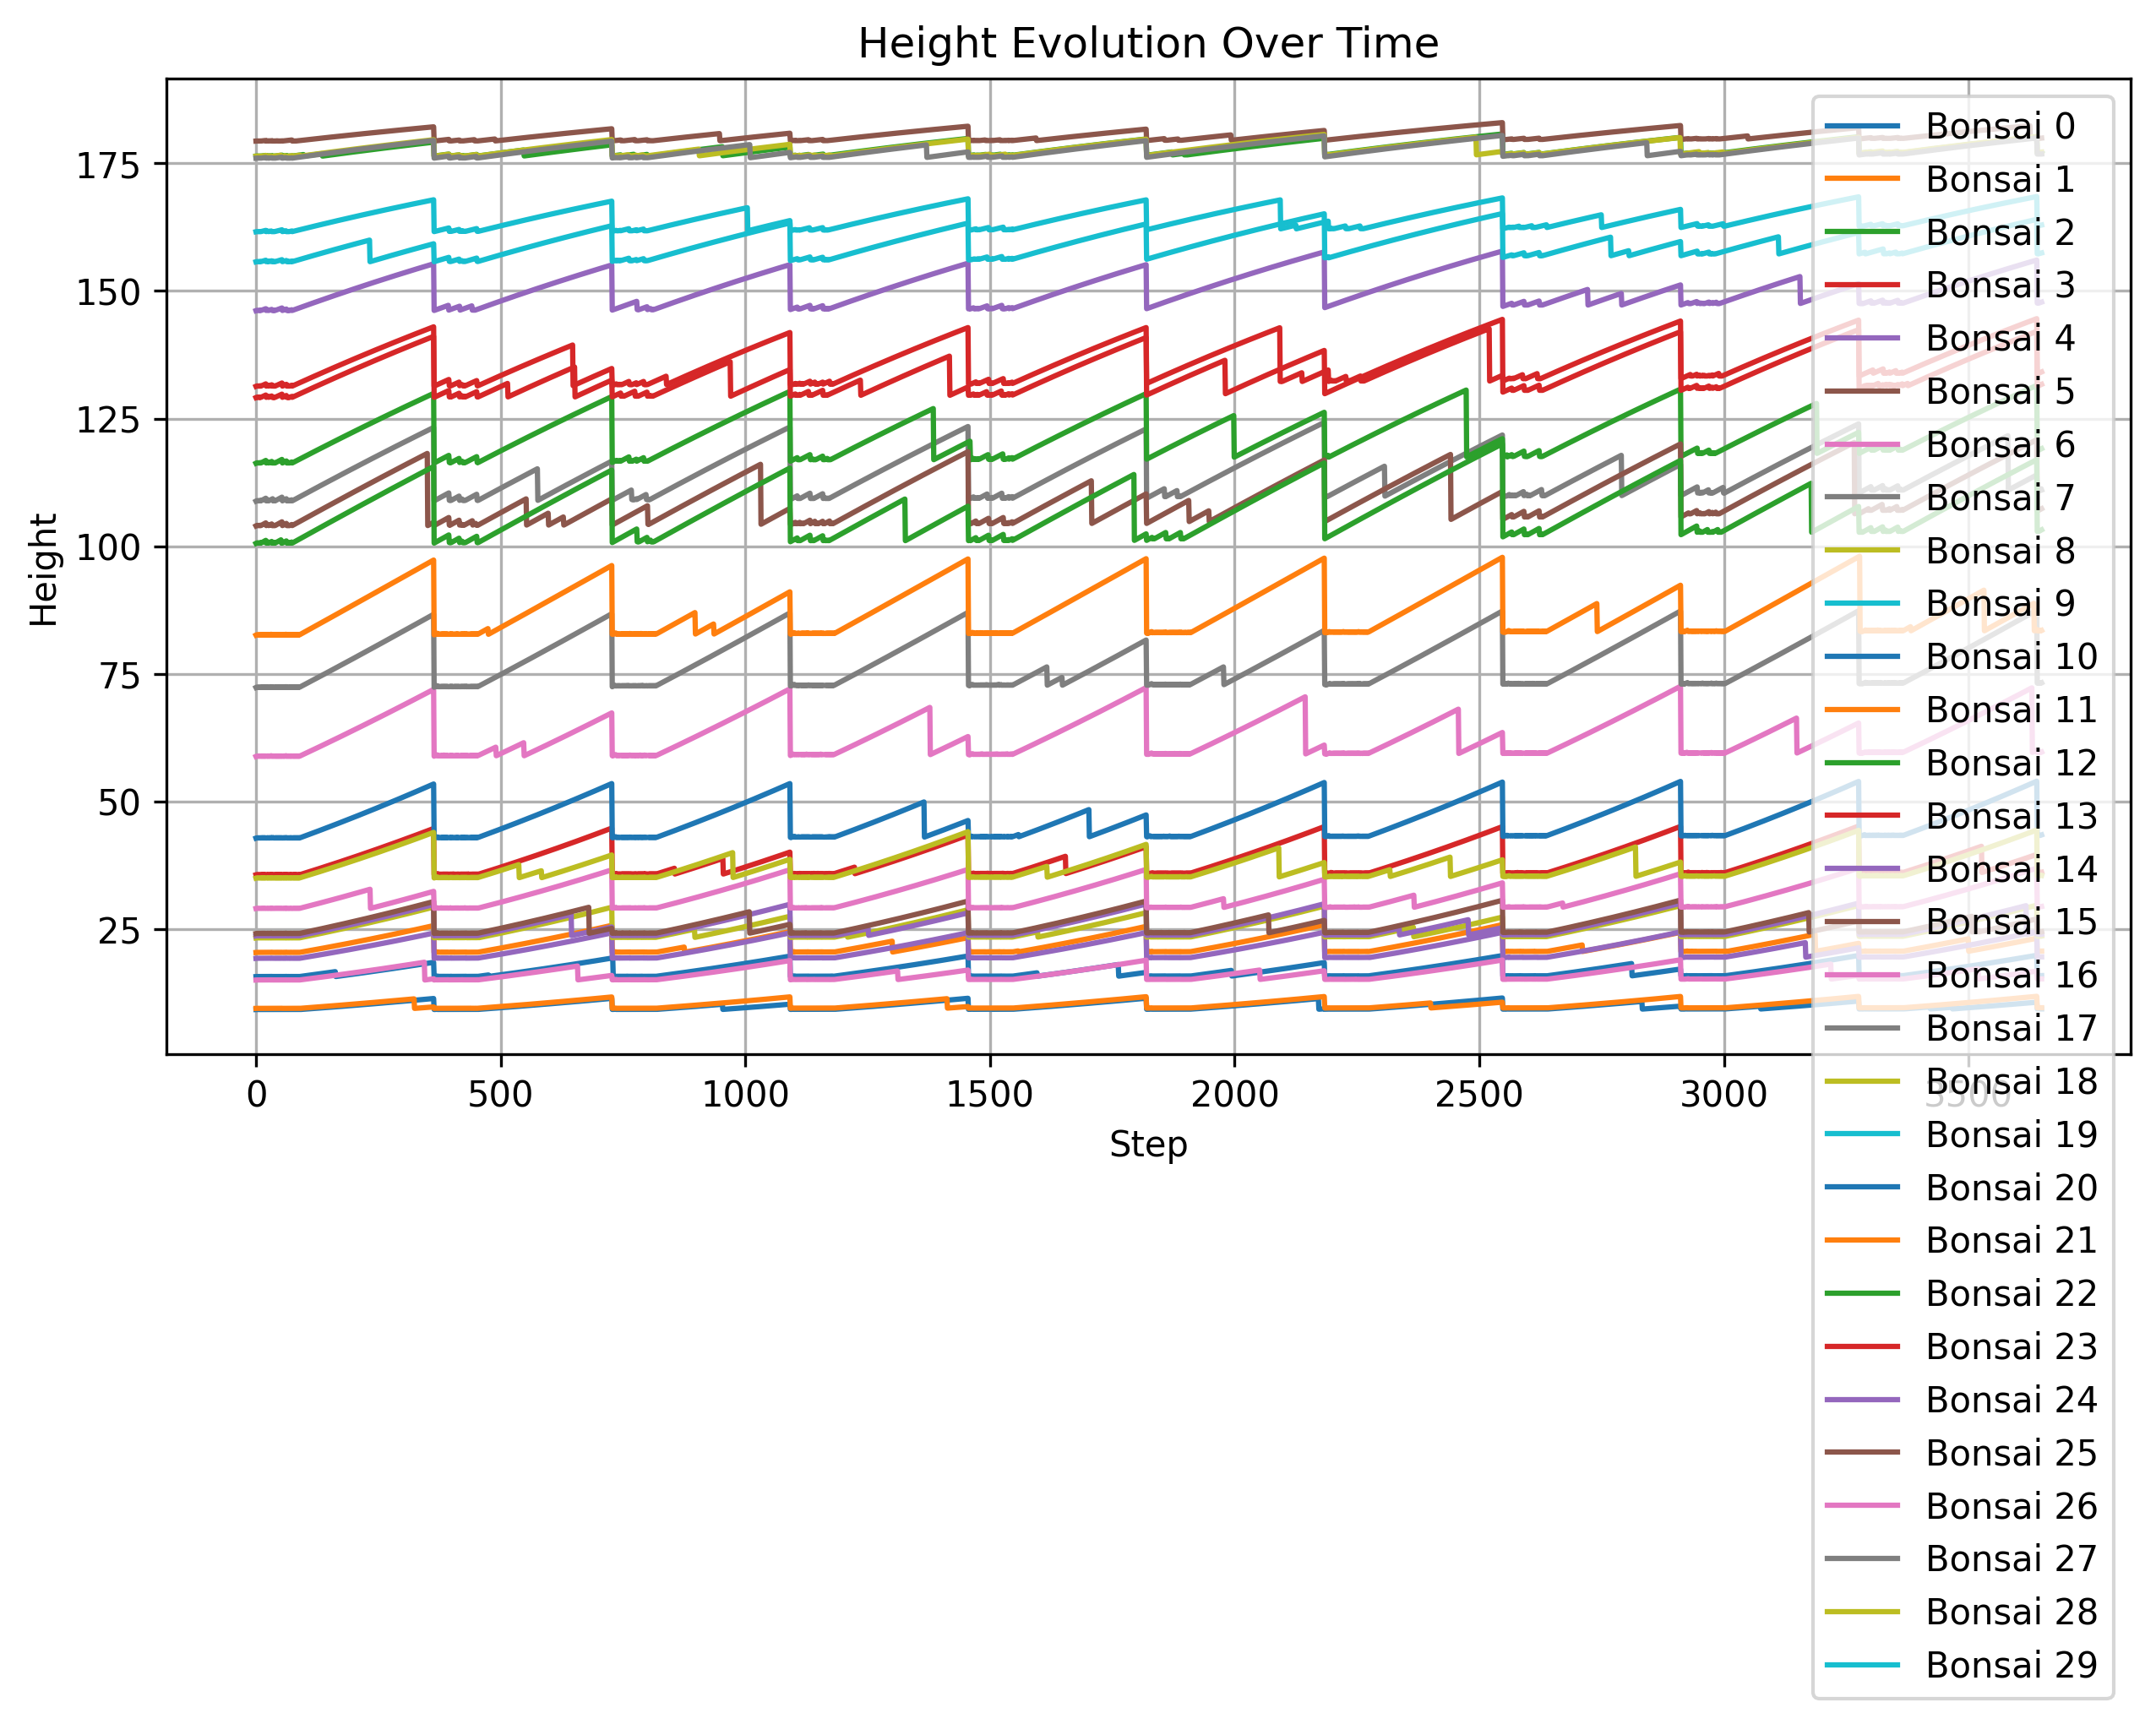 Height Evolution Over Time
Height
175
150
125
100
75
50
25
0
500
1000
1500
2000
2500
3000
3500
Step
Bonsai 0
Bonsai 1
Bonsai 2
Bonsai 3
Bonsai 4
Bonsai 5
Bonsai 6
Bonsai 7
Bonsai 8
Bonsai 9
Bonsai 10
Bonsai 11
Bonsai 12
Bonsai 13
Bonsai 14
Bonsai 15
Bonsai 16
Bonsai 17
Bonsai 18
Bonsai 19
Bonsai 20
Bonsai 21
Bonsai 22
Bonsai 23
Bonsai 24
Bonsai 25
Bonsai 26
Bonsai 27
Bonsai 28
Bonsai 29